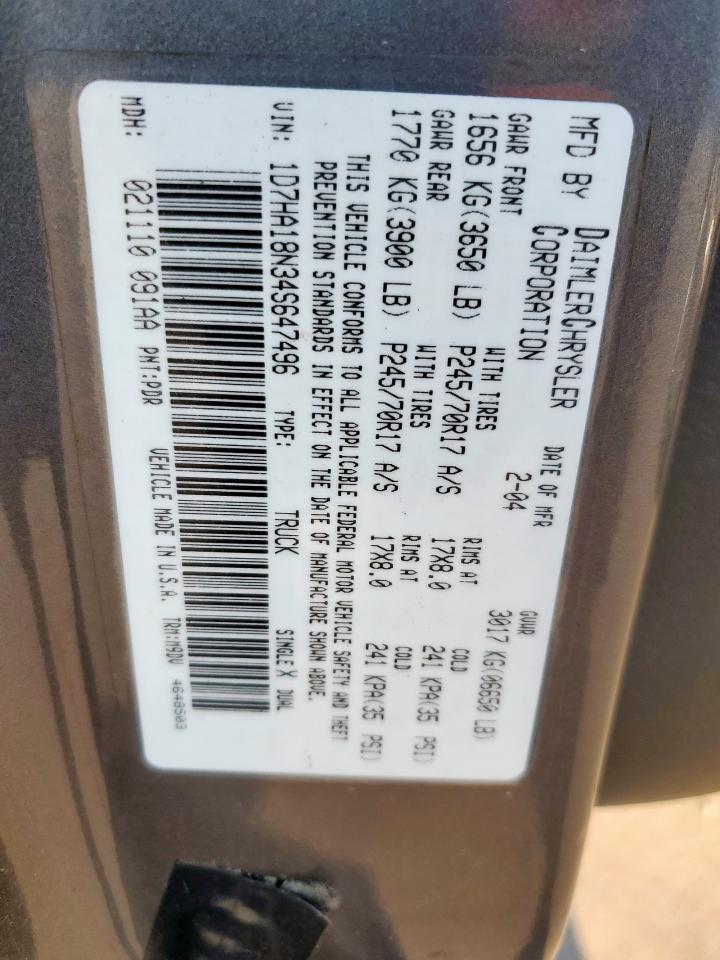 MFD BY DAIMLERCHRYSLER CORPORATION
DATE OF MFR 2-04
GVWR 3017 KG(06650 LB)
GAWR FRONT WITH TIRES RIMS AT COLD
1656 KG(3650 LB) P245/70R17 A/S 17X8.0 241 KPA(35 PSI)
GAWR REAR WITH TIRES RIMS AT COLD
1770 KG(3900 LB) P245/70R17 A/S 17X8.0 241 KPA(35 PSI)
THIS VEHICLE CONFORMS TO ALL APPLICABLE FEDERAL MOTOR VEHICLE SAFETY AND THEFT
PREVENTION STANDARDS IN EFFECT ON THE DATE OF MANUFACTURE SHOWN ABOVE.
VIN: 1D7HA18N34S647496 TYPE: TRUCK SINGLE X DUAL
MDH: 021110 091AA PNT:PDR VEHICLE MADE IN U.S.A. TRM:M9DV 4648503